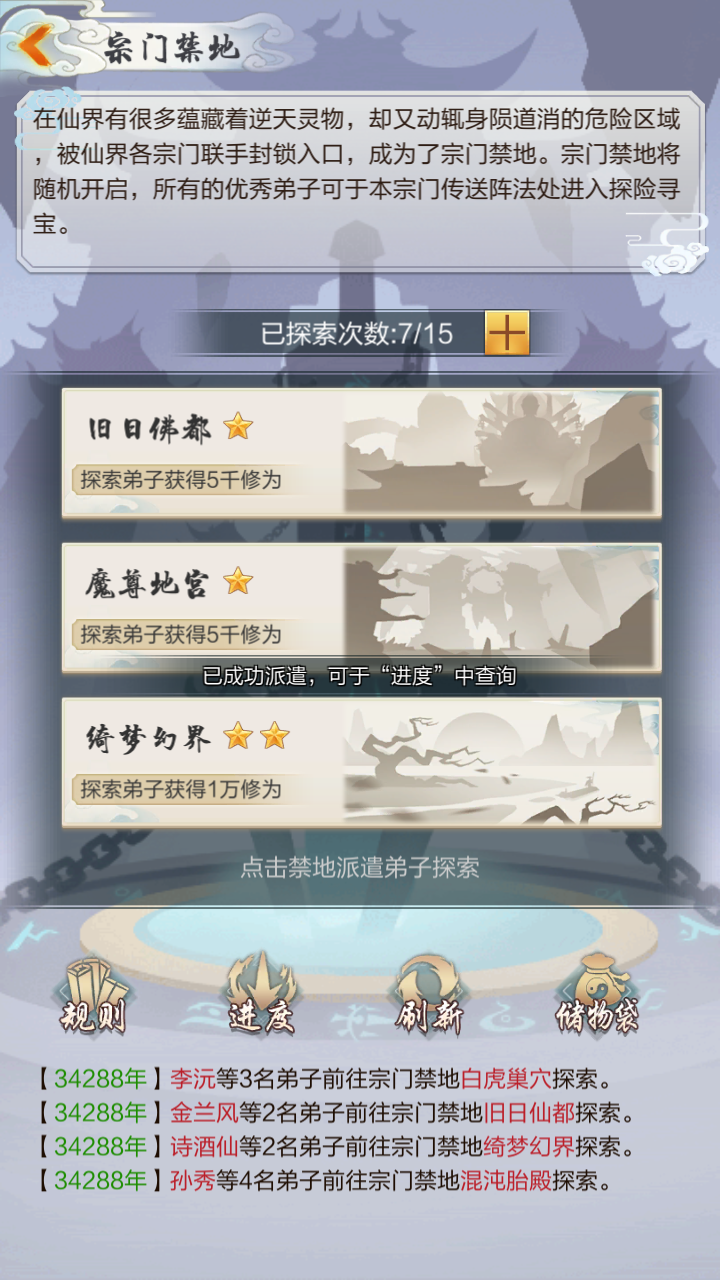 宗门禁地
在仙界有很多蕴藏着逆天灵物，却又动辄身陨道消的危险区域
，被仙界各宗门联手封锁入口，成为了宗门禁地。宗门禁地将
随机开启，所有的优秀弟子可于本宗门传送阵法处进入探险寻
宝。
已探索次数:7/15
旧日佛都
探索弟子获得5千修为
魔尊地宫
探索弟子获得5千修为
已成功派遣，可于“进度”中查询
绮梦幻界
探索弟子获得1万修为
点击禁地派遣弟子探索
规则 进度 刷新 储物袋
【34288年】李沅等3名弟子前往宗门禁地白虎巢穴探索。
【34288年】金兰风等2名弟子前往宗门禁地旧日仙都探索。
【34288年】诗酒仙等2名弟子前往宗门禁地绮梦幻界探索。
【34288年】孙秀等4名弟子前往宗门禁地混沌胎殿探索。